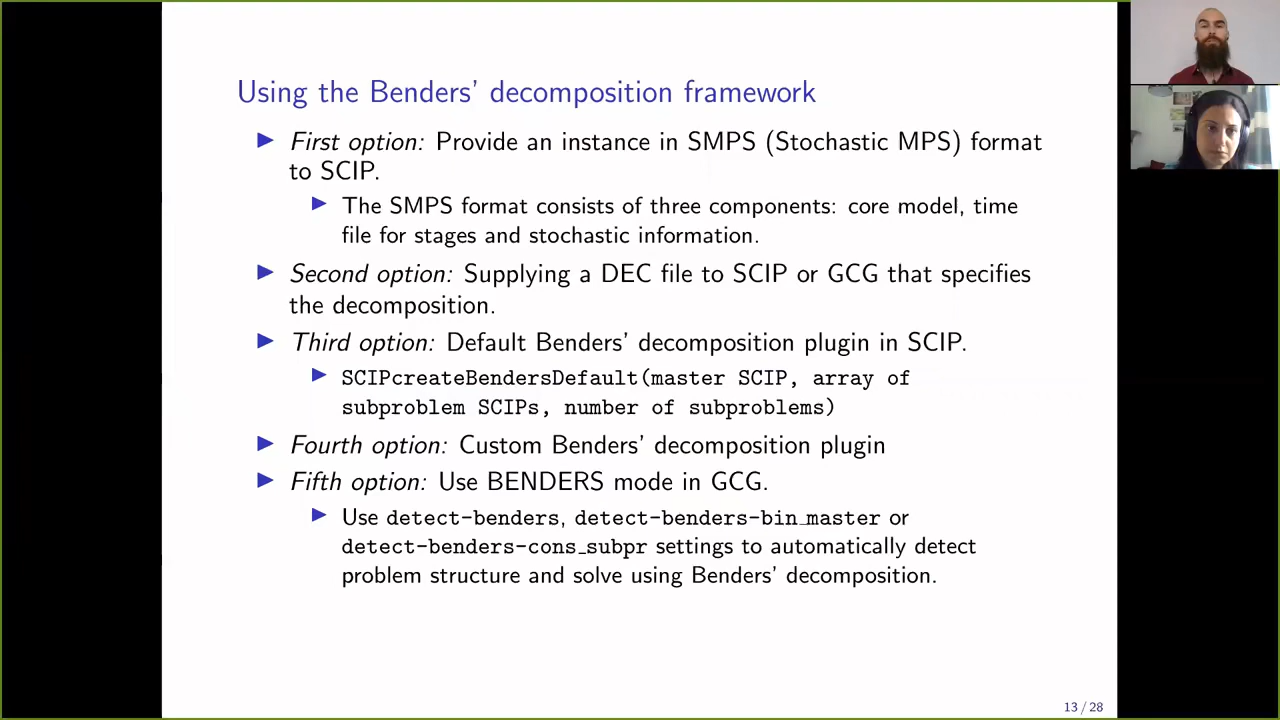 Using the Benders' decomposition framework
First option: Provide an instance in SMPS (Stochastic MPS) format
to SCIP.
The SMPS format consists of three components: core model, time
file for stages and stochastic information.
Second option: Supplying a DEC file to SCIP or GCG that specifies
the decomposition.
Third option: Default Benders' decomposition plugin in SCIP.
SCIPcreateBendersDefault(master SCIP, array of
subproblem SCIPs, number of subproblems)
Fourth option: Custom Benders' decomposition plugin
Fifth option: Use BENDERS mode in GCG.
Use detect-benders, detect-benders-bin_master or
detect-benders-cons_subpr settings to automatically detect
problem structure and solve using Benders' decomposition.
13 / 28